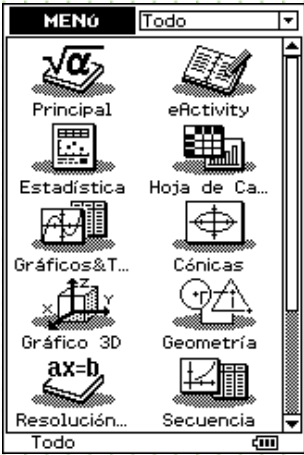 MENÚ Todo
√α
Principal eActivity
Estadística Hoja de Ca...
Gráficos&T... Cónicas
Z
X Y
Gráfico 3D Geometría
ax=b
Resolución... Secuencia
Todo